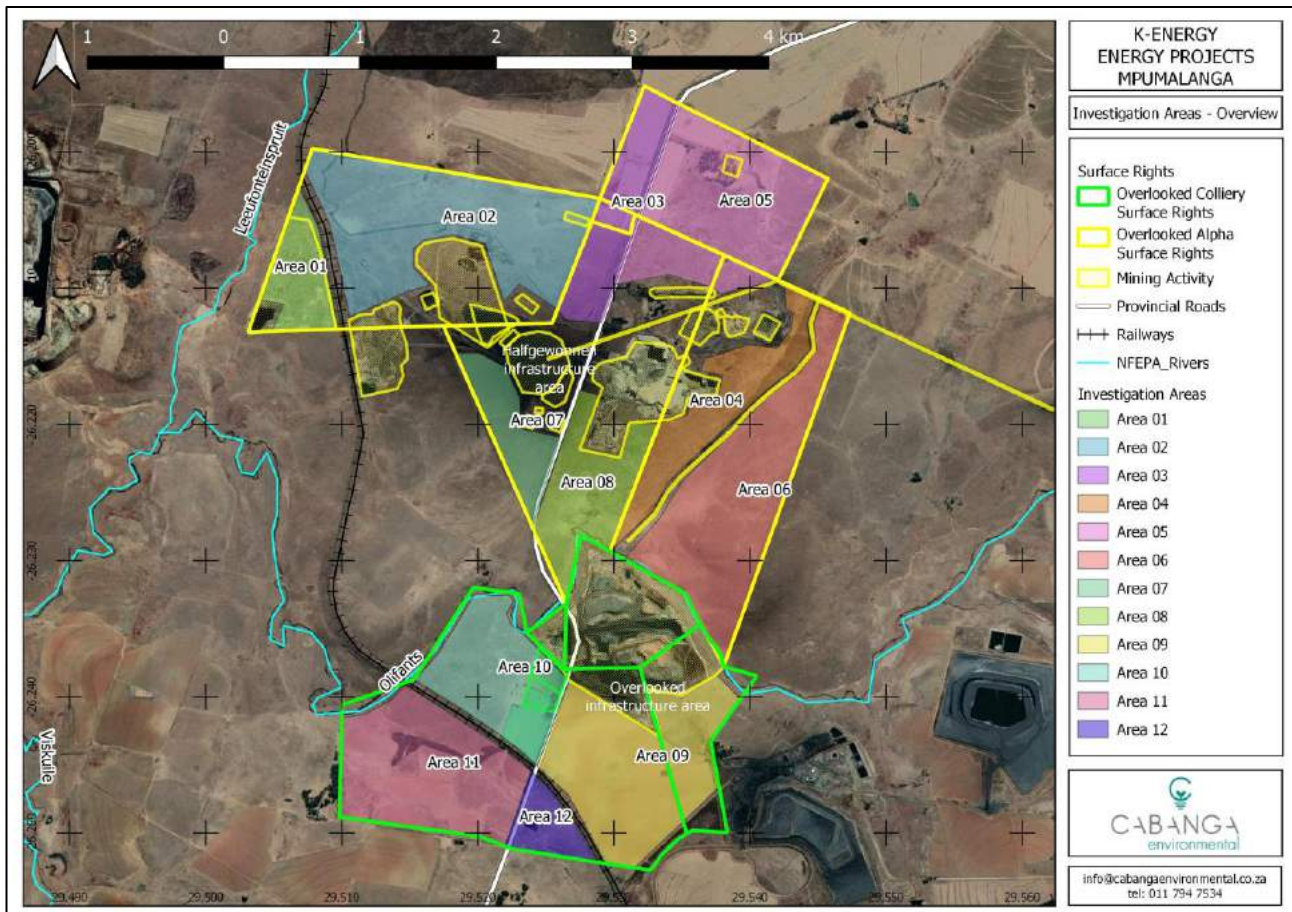 1 0 1 2 3 4 km
K-ENERGY
ENERGY PROJECTS
MPUMALANGA
Investigation Areas - Overview
Surface Rights
Overlooked Colliery
Surface Rights
Overlooked Alpha
Surface Rights
Mining Activity
Provincial Roads
Railways
NFEPA_Rivers
Investigation Areas
Area 01
Area 02
Area 03
Area 04
Area 05
Area 06
Area 07
Area 08
Area 09
Area 10
Area 11
Area 12
CABANGA
environmental
info@cabangaenvironmental.co.za
tel: 011 794 7534
Leeufonteinspruit
Area 03
Area 05
Area 02
Area 01
Halfgewonnen
infrastructure
area
Area 04
Area 07
Area 08
Area 06
Olifants
Area 10
Overlooked
infrastructure area
Viskuile
Area 11
Area 09
Area 12
-26.220
-26.230
-26.240
29.490 29.500 29.510 29.520 29.530 29.540 29.550 29.560